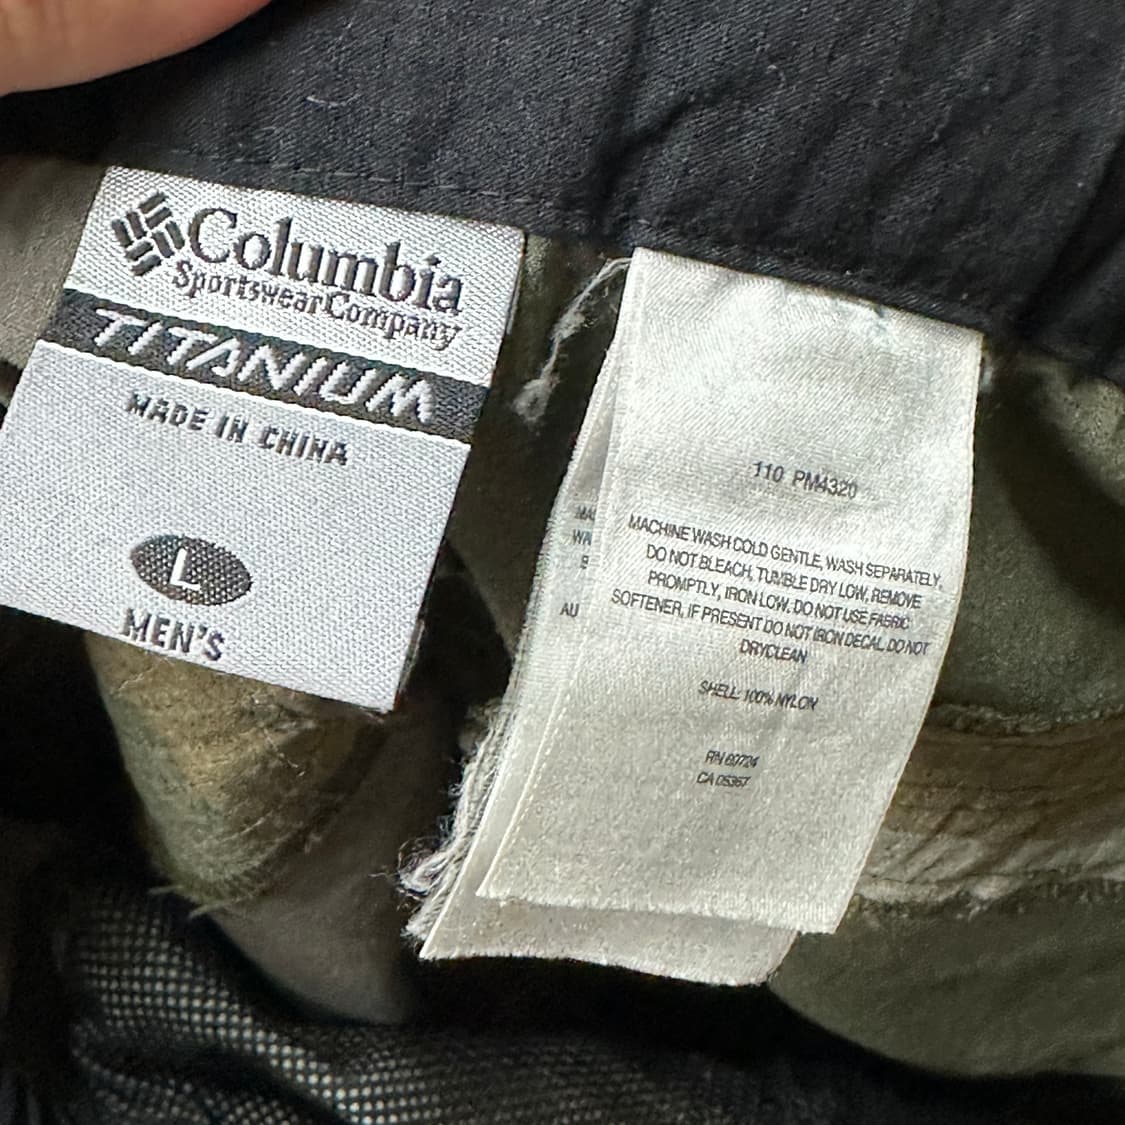 Columbia
Sportswear Company
TITANIUM
MADE IN CHINA
L
MEN'S
110 PM4320
MACHINE WASH COLD GENTLE, WASH SEPARATELY,
DO NOT BLEACH, TUMBLE DRY LOW, REMOVE
PROMPTLY, IRON LOW, DO NOT USE FABRIC
SOFTENER, IF PRESENT DO NOT IRON DECAL, DO NOT
DRYCLEAN
SHELL: 100% NYLON
RN 69724
CA 05367
AU